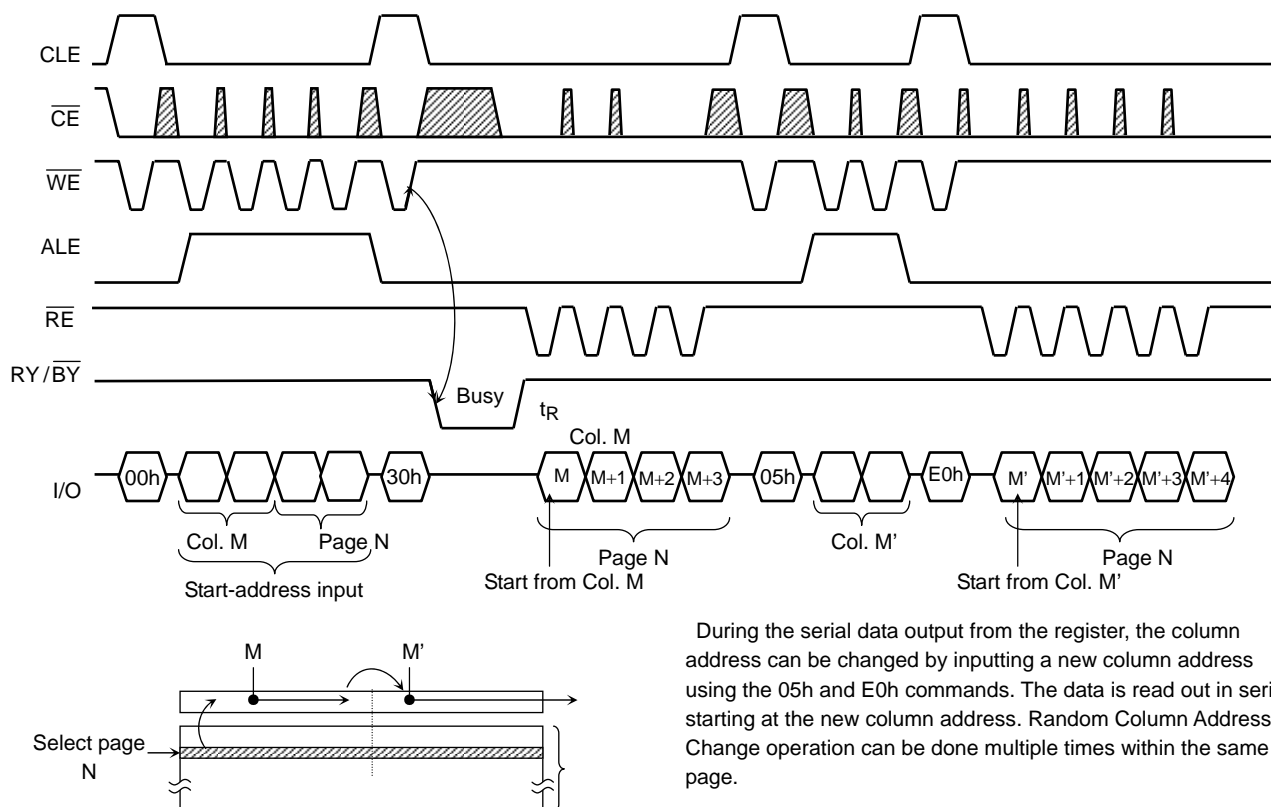 CLE
CE
WE
ALE
RE
RY / BY
Busy
tR
Col. M
I/O
00h
30h
M
M+1
M+2
M+3
05h
E0h
M'
M'+1
M'+2
M'+3
M'+4
Col. M
Page N
Page N
Col. M'
Page N
Start-address input
Start from Col. M
Start from Col. M'
M
M'
Select page
N
During the serial data output from the register, the column
address can be changed by inputting a new column address
using the 05h and E0h commands. The data is read out in seri
starting at the new column address. Random Column Address
Change operation can be done multiple times within the same
page.